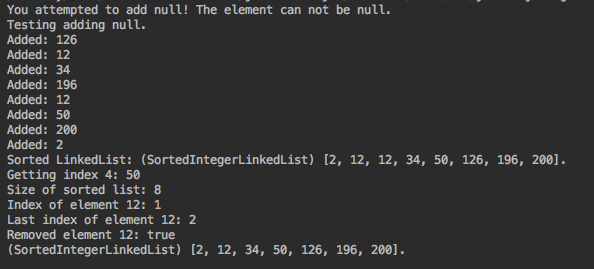 You attempted to add null! The element can not be null.
Testing adding null.
Added: 126
Added: 12
Added: 34
Added: 196
Added: 12
Added: 50
Added: 200
Added: 2
Sorted LinkedList: (SortedIntegerLinkedList) [2, 12, 12, 34, 50, 126, 196, 200].
Getting index 4: 50
Size of sorted list: 8
Index of element 12: 1
Last index of element 12: 2
Removed element 12: true
(SortedIntegerLinkedList) [2, 12, 34, 50, 126, 196, 200].